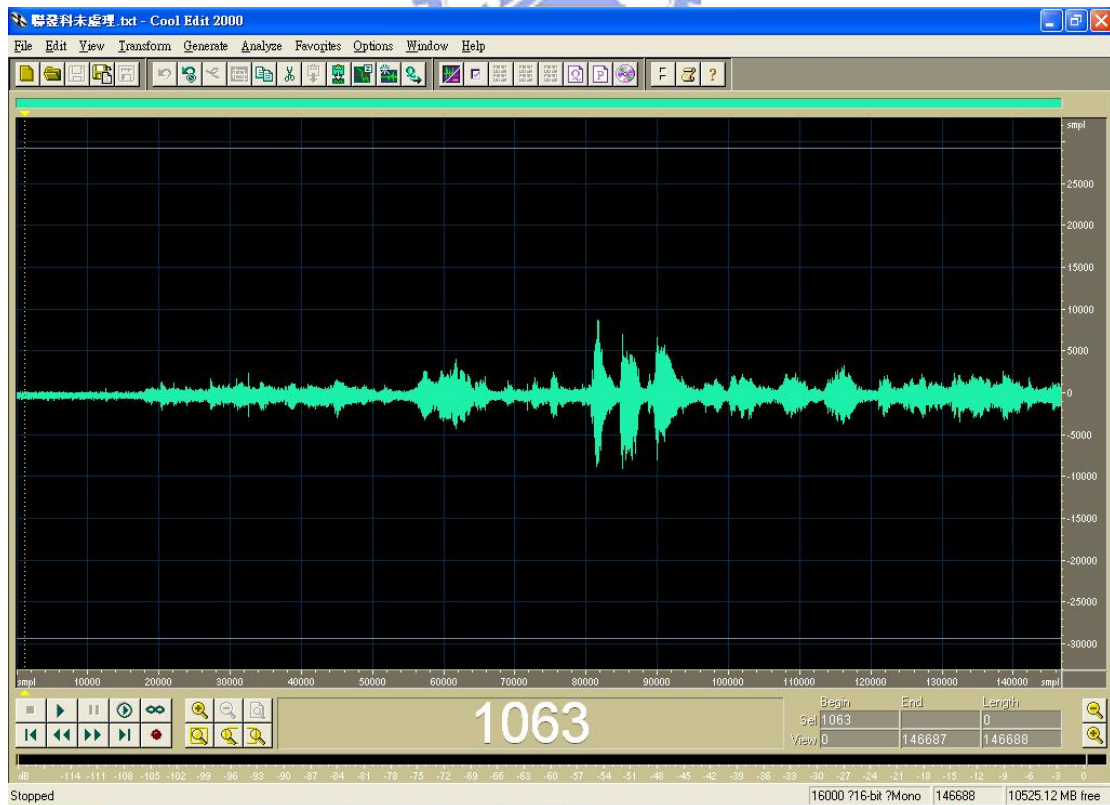 聯發科未處理.txt - Cool Edit 2000
File Edit View Transform Generate Analyze Favorites Options Window Help
F ?
smpl
25000
20000
15000
10000
5000
0
-5000
-10000
-15000
-20000
-25000
-30000
smpl 10000 20000 30000 40000 50000 60000 70000 80000 90000 100000 110000 120000 130000 140000 smpl
1063
Begin End Length
Sel 1063 0
View 0 146687 146688
dB -114 -111 -108 -105 -102 -99 -96 -93 -90 -87 -84 -81 -78 -75 -72 -69 -66 -63 -60 -57 -54 -51 -48 -45 -42 -39 -36 -33 -30 -27 -24 -21 -18 -15 -12 -9 -6 -3 0
Stopped 16000 ?16-bit ?Mono 146688 10525.12 MB free